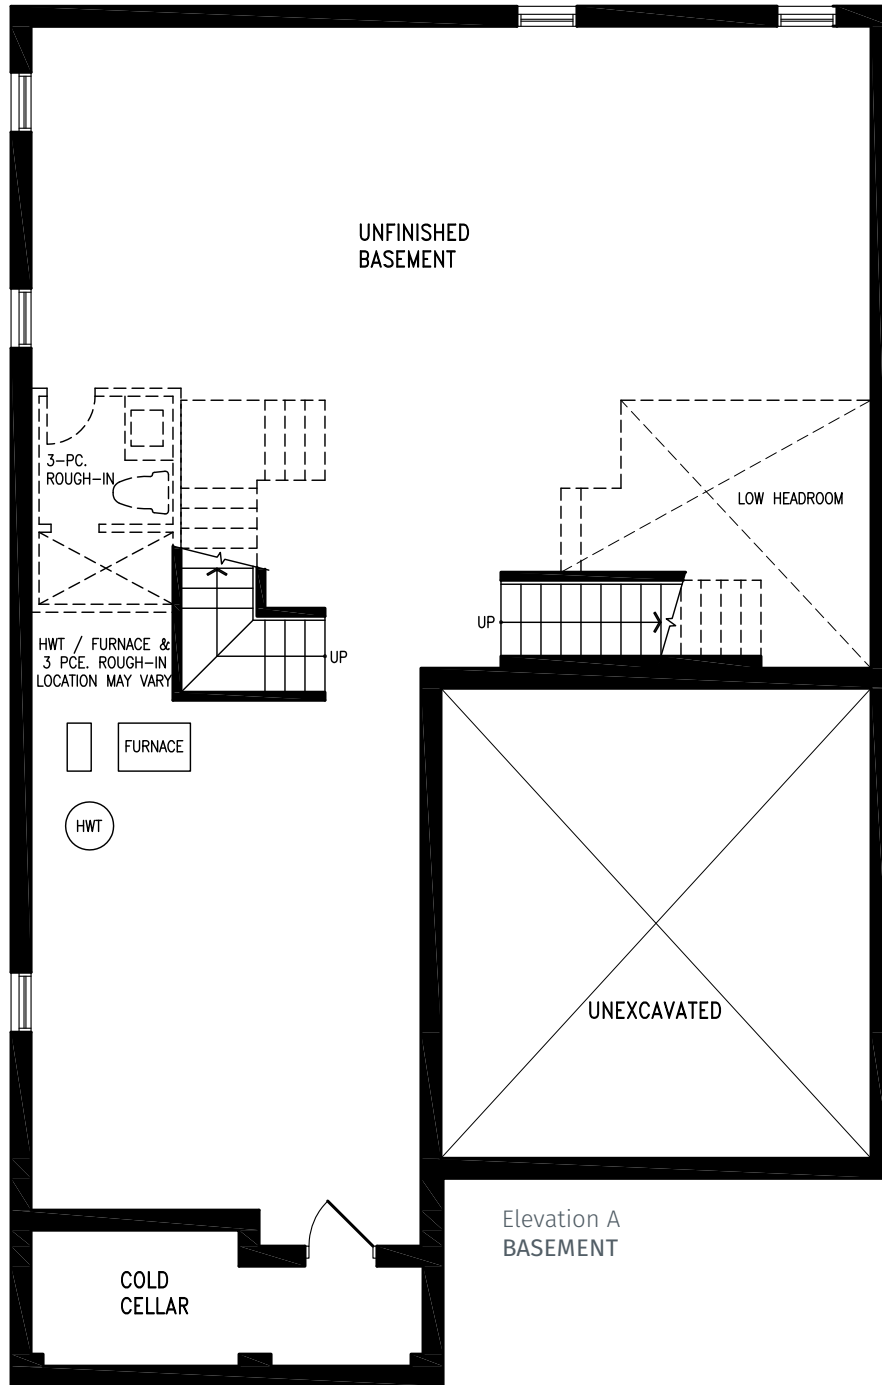 UNFINISHED
BASEMENT
3-PC.
ROUGH-IN
LOW HEADROOM
UP
HWT / FURNACE &
3 PCE. ROUGH-IN
LOCATION MAY VARY
UP
FURNACE
HWT
UNEXCAVATED
Elevation A
BASEMENT
COLD
CELLAR